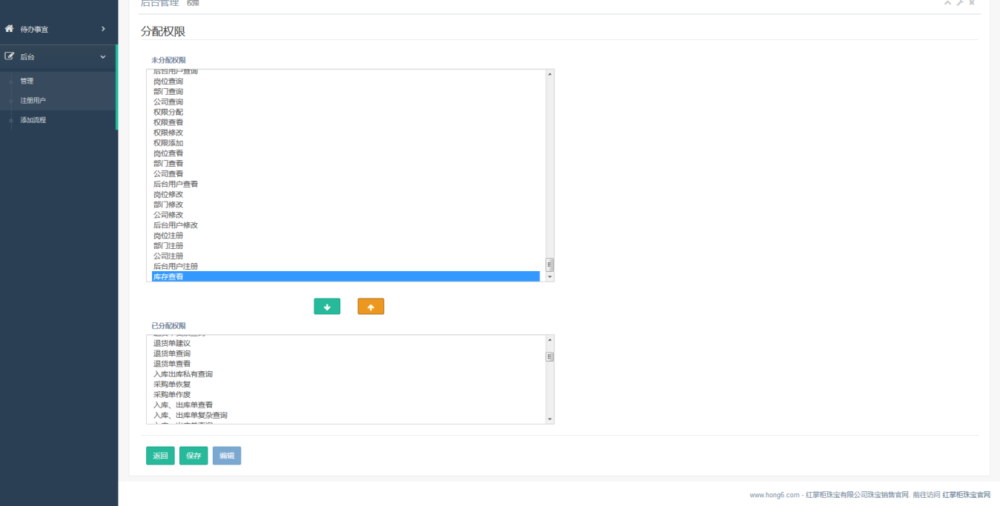 后台管理 权限
待办事宜
后台
管理
注册用户
添加流程
分配权限
未分配权限
后台用户查询
岗位查询
部门查询
公司查询
权限分配
权限查看
权限修改
权限添加
岗位查看
部门查看
公司查看
后台用户查看
岗位修改
部门修改
公司修改
后台用户修改
岗位注册
部门注册
公司注册
后台用户注册
库存查看
已分配权限
退货单建议
退货单查询
退货单查看
入库出库私有查询
采购单恢复
采购单作废
入库、出库单查看
入库、出库单复杂查询
返回 保存 编辑
www.hong6.com - 红掌柜珠宝有限公司珠宝销售官网. 前往访问 红掌柜珠宝官网